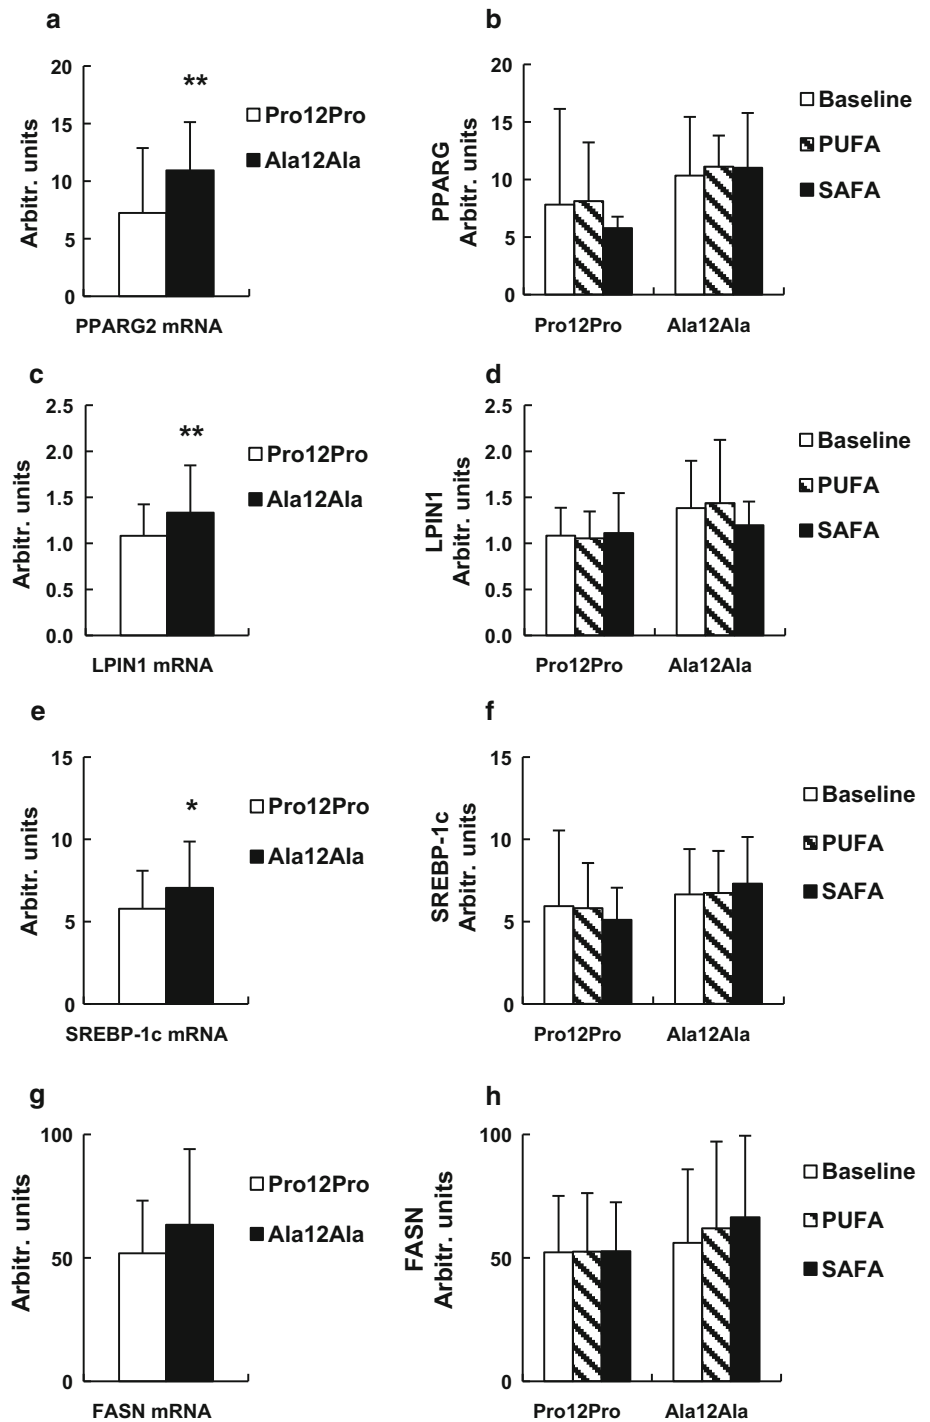 a
20
15
10
5
0
Arbitr. units
**
Pro12Pro
Ala12Ala
PPARG2 mRNA
b
20
15
10
5
0
PPARG
Arbitr. units
Baseline
PUFA
SAFA
Pro12Pro Ala12Ala
c
2.5
2.0
1.5
1.0
0.5
0.0
Arbitr. units
**
Pro12Pro
Ala12Ala
LPIN1 mRNA
d
2.5
2.0
1.5
1.0
0.5
0.0
LPIN1
Arbitr. units
Baseline
PUFA
SAFA
Pro12Pro Ala12Ala
e
15
10
5
0
Arbitr. units
*
Pro12Pro
Ala12Ala
SREBP-1c mRNA
f
15
10
5
0
SREBP-1c
Arbitr. units
Baseline
PUFA
SAFA
Pro12Pro Ala12Ala
g
100
50
0
Arbitr. units
Pro12Pro
Ala12Ala
FASN mRNA
h
100
50
0
FASN
Arbitr. units
Baseline
PUFA
SAFA
Pro12Pro Ala12Ala